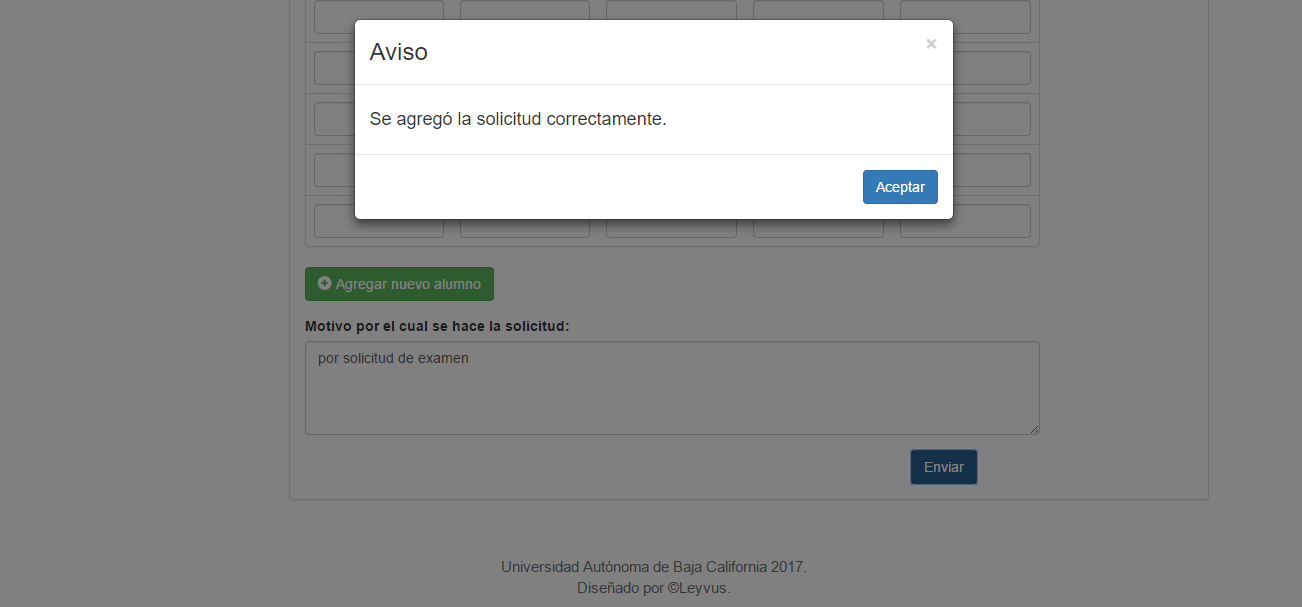 Aviso
×
Se agregó la solicitud correctamente.
Aceptar
Agregar nuevo alumno
Motivo por el cual se hace la solicitud:
por solicitud de examen
Enviar
Universidad Autónoma de Baja California 2017.
Diseñado por ©Leyvus.